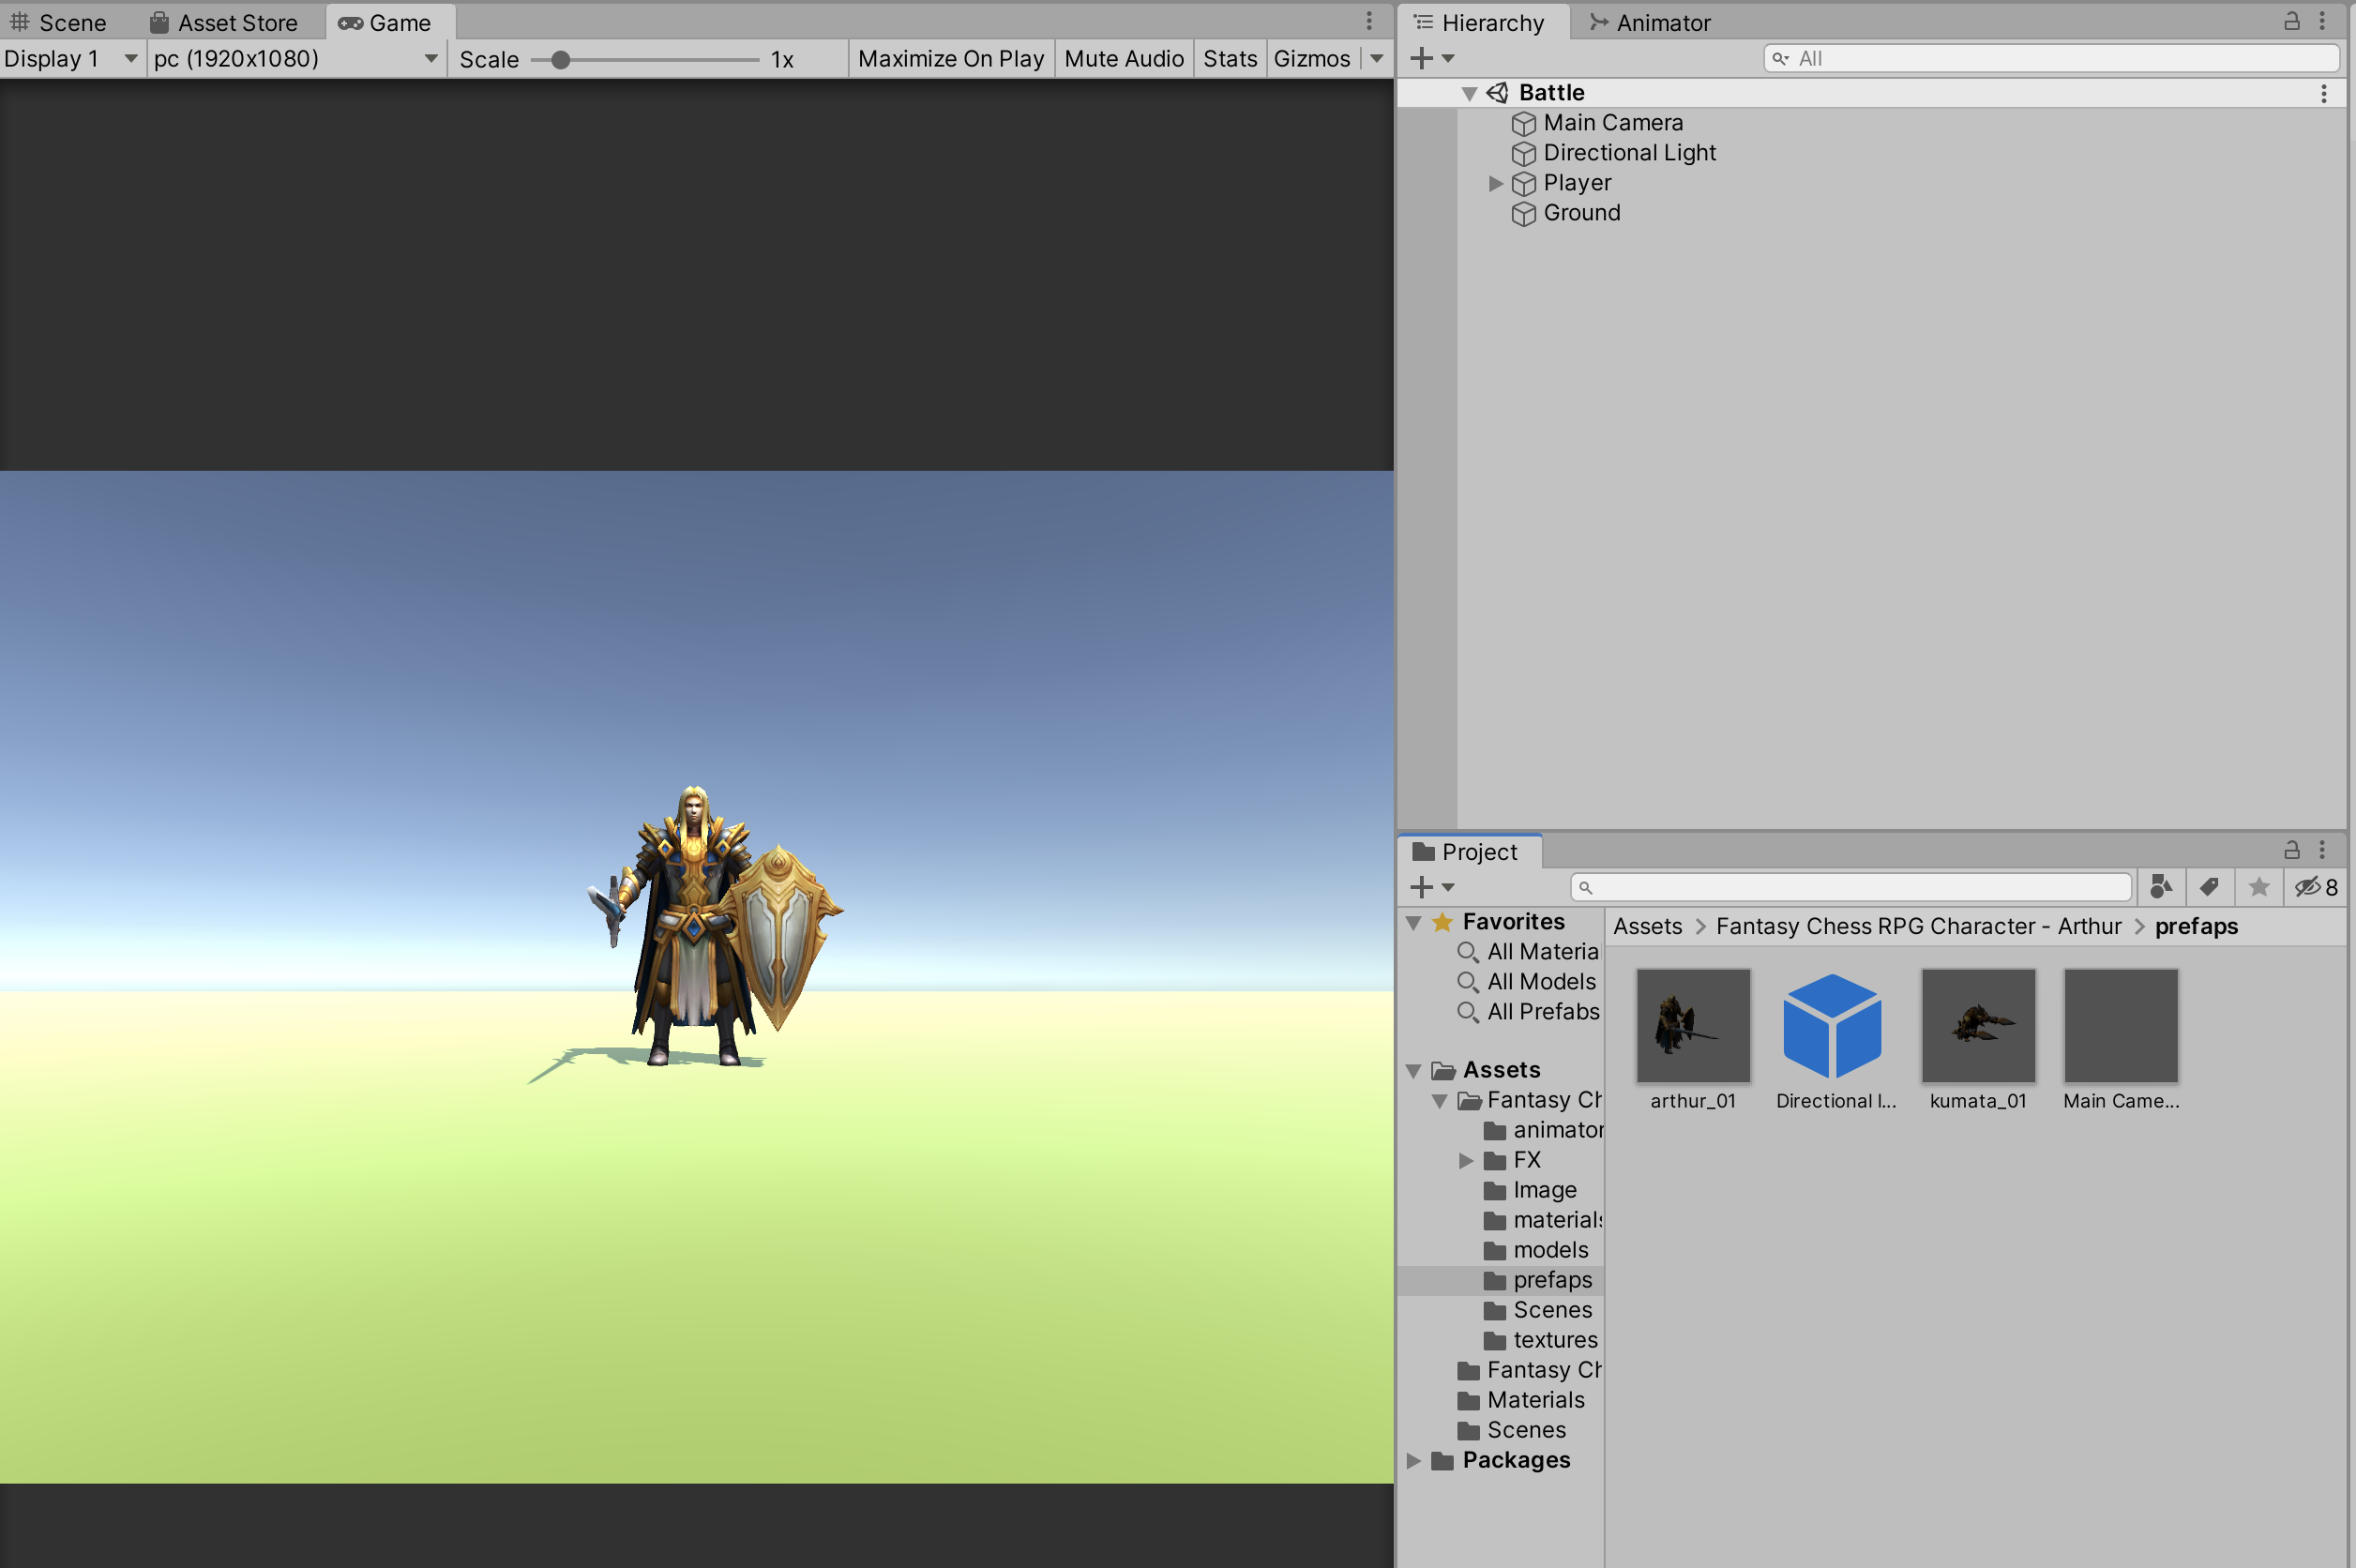 Scene Asset Store Game
Display 1 pc (1920x1080) Scale 1x Maximize On Play Mute Audio Stats Gizmos
Hierarchy Animator
All
Battle
Main Camera
Directional Light
Player
Ground
Project
8
Favorites
All Materia
All Models
All Prefabs
Assets
Fantasy Ch
animator
FX
Image
materials
models
prefaps
Scenes
textures
Fantasy Ch
Materials
Scenes
Packages
Assets > Fantasy Chess RPG Character - Arthur > prefaps
arthur_01 Directional l... kumata_01 Main Came...